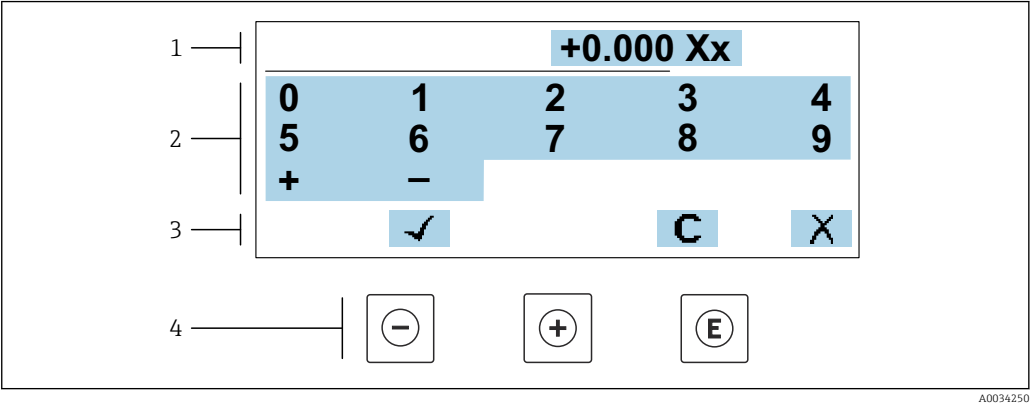 1 +0.000 Xx
0 1 2 3 4
2
5 6 7 8 9
+ −
3 ✓ C X
4 − + E
A0034250